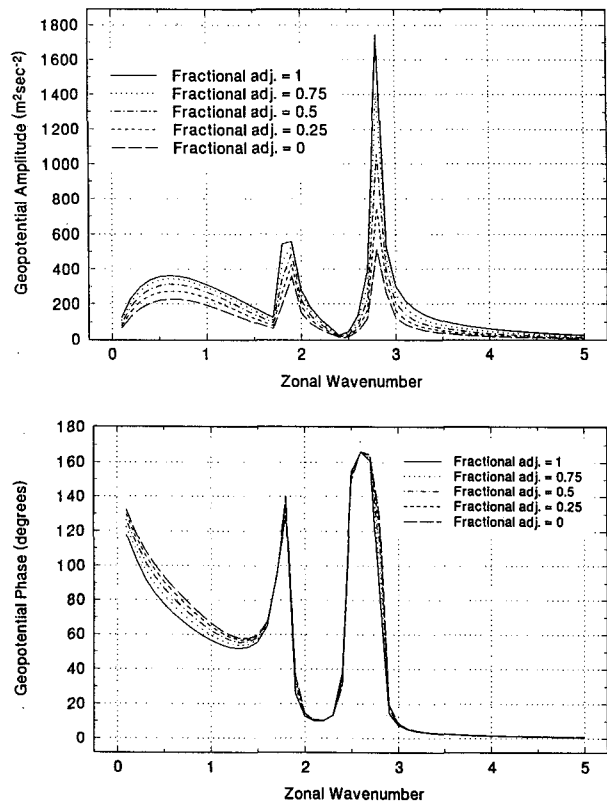 1800
1600
1400
1200
1000
800
600
400
200
0
Geopotential Amplitude (m²sec⁻²)
Fractional adj. = 1
Fractional adj. = 0.75
Fractional adj. = 0.5
Fractional adj. = 0.25
Fractional adj. = 0
0 1 2 3 4 5
Zonal Wavenumber
180
160
140
120
100
80
60
40
20
0
Geopotential Phase (degrees)
Fractional adj. = 1
Fractional adj. = 0.75
Fractional adj. = 0.5
Fractional adj. = 0.25
Fractional adj. = 0
0 1 2 3 4 5
Zonal Wavenumber